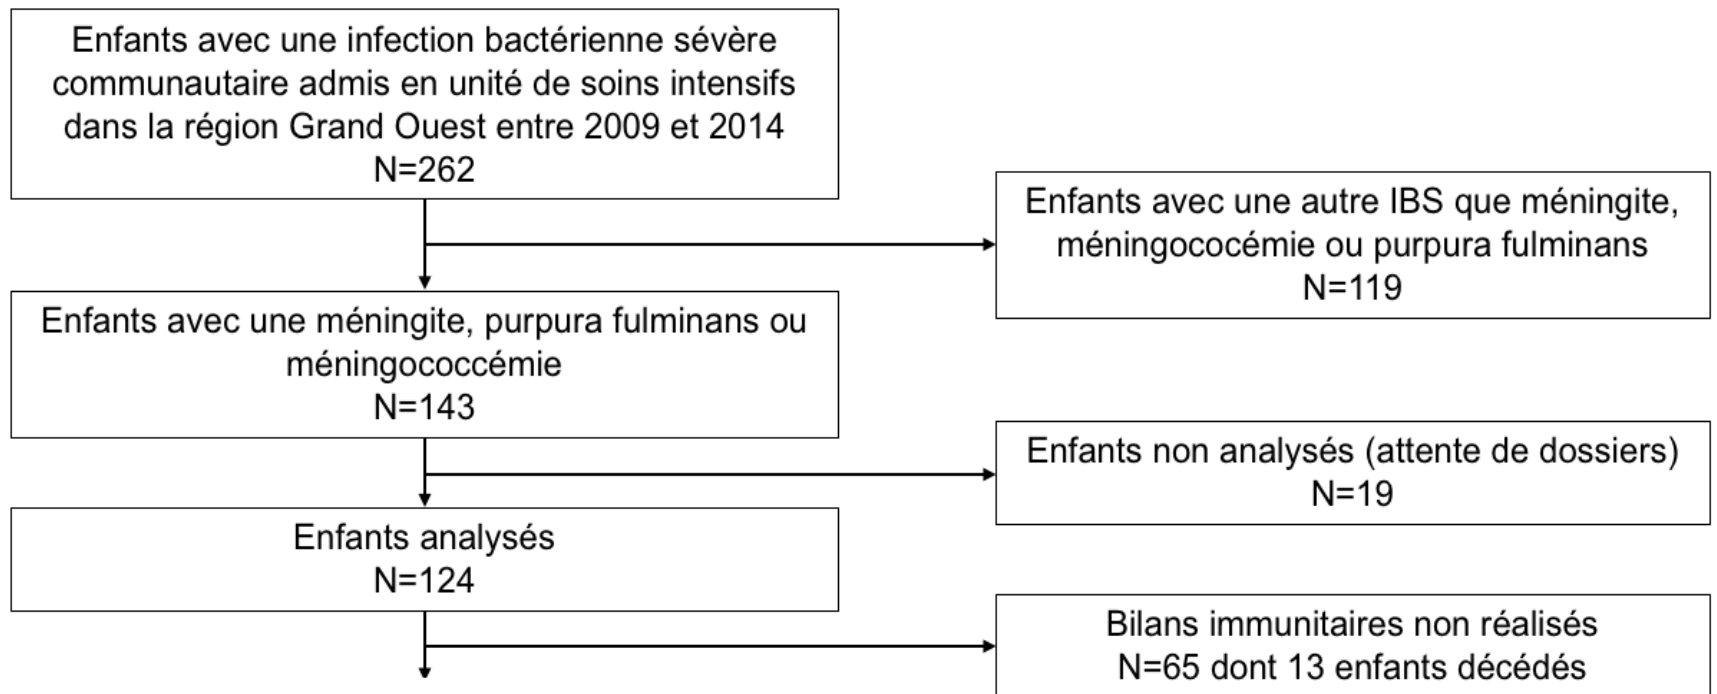 Enfants avec une infection bactérienne sévère
communautaire admis en unité de soins intensifs
dans la région Grand Ouest entre 2009 et 2014
N=262
Enfants avec une autre IBS que méningite,
méningococémie ou purpura fulminans
N=119
Enfants avec une méningite, purpura fulminans ou
méningococcémie
N=143
Enfants non analysés (attente de dossiers)
N=19
Enfants analysés
N=124
Bilans immunitaires non réalisés
N=65 dont 13 enfants décédés